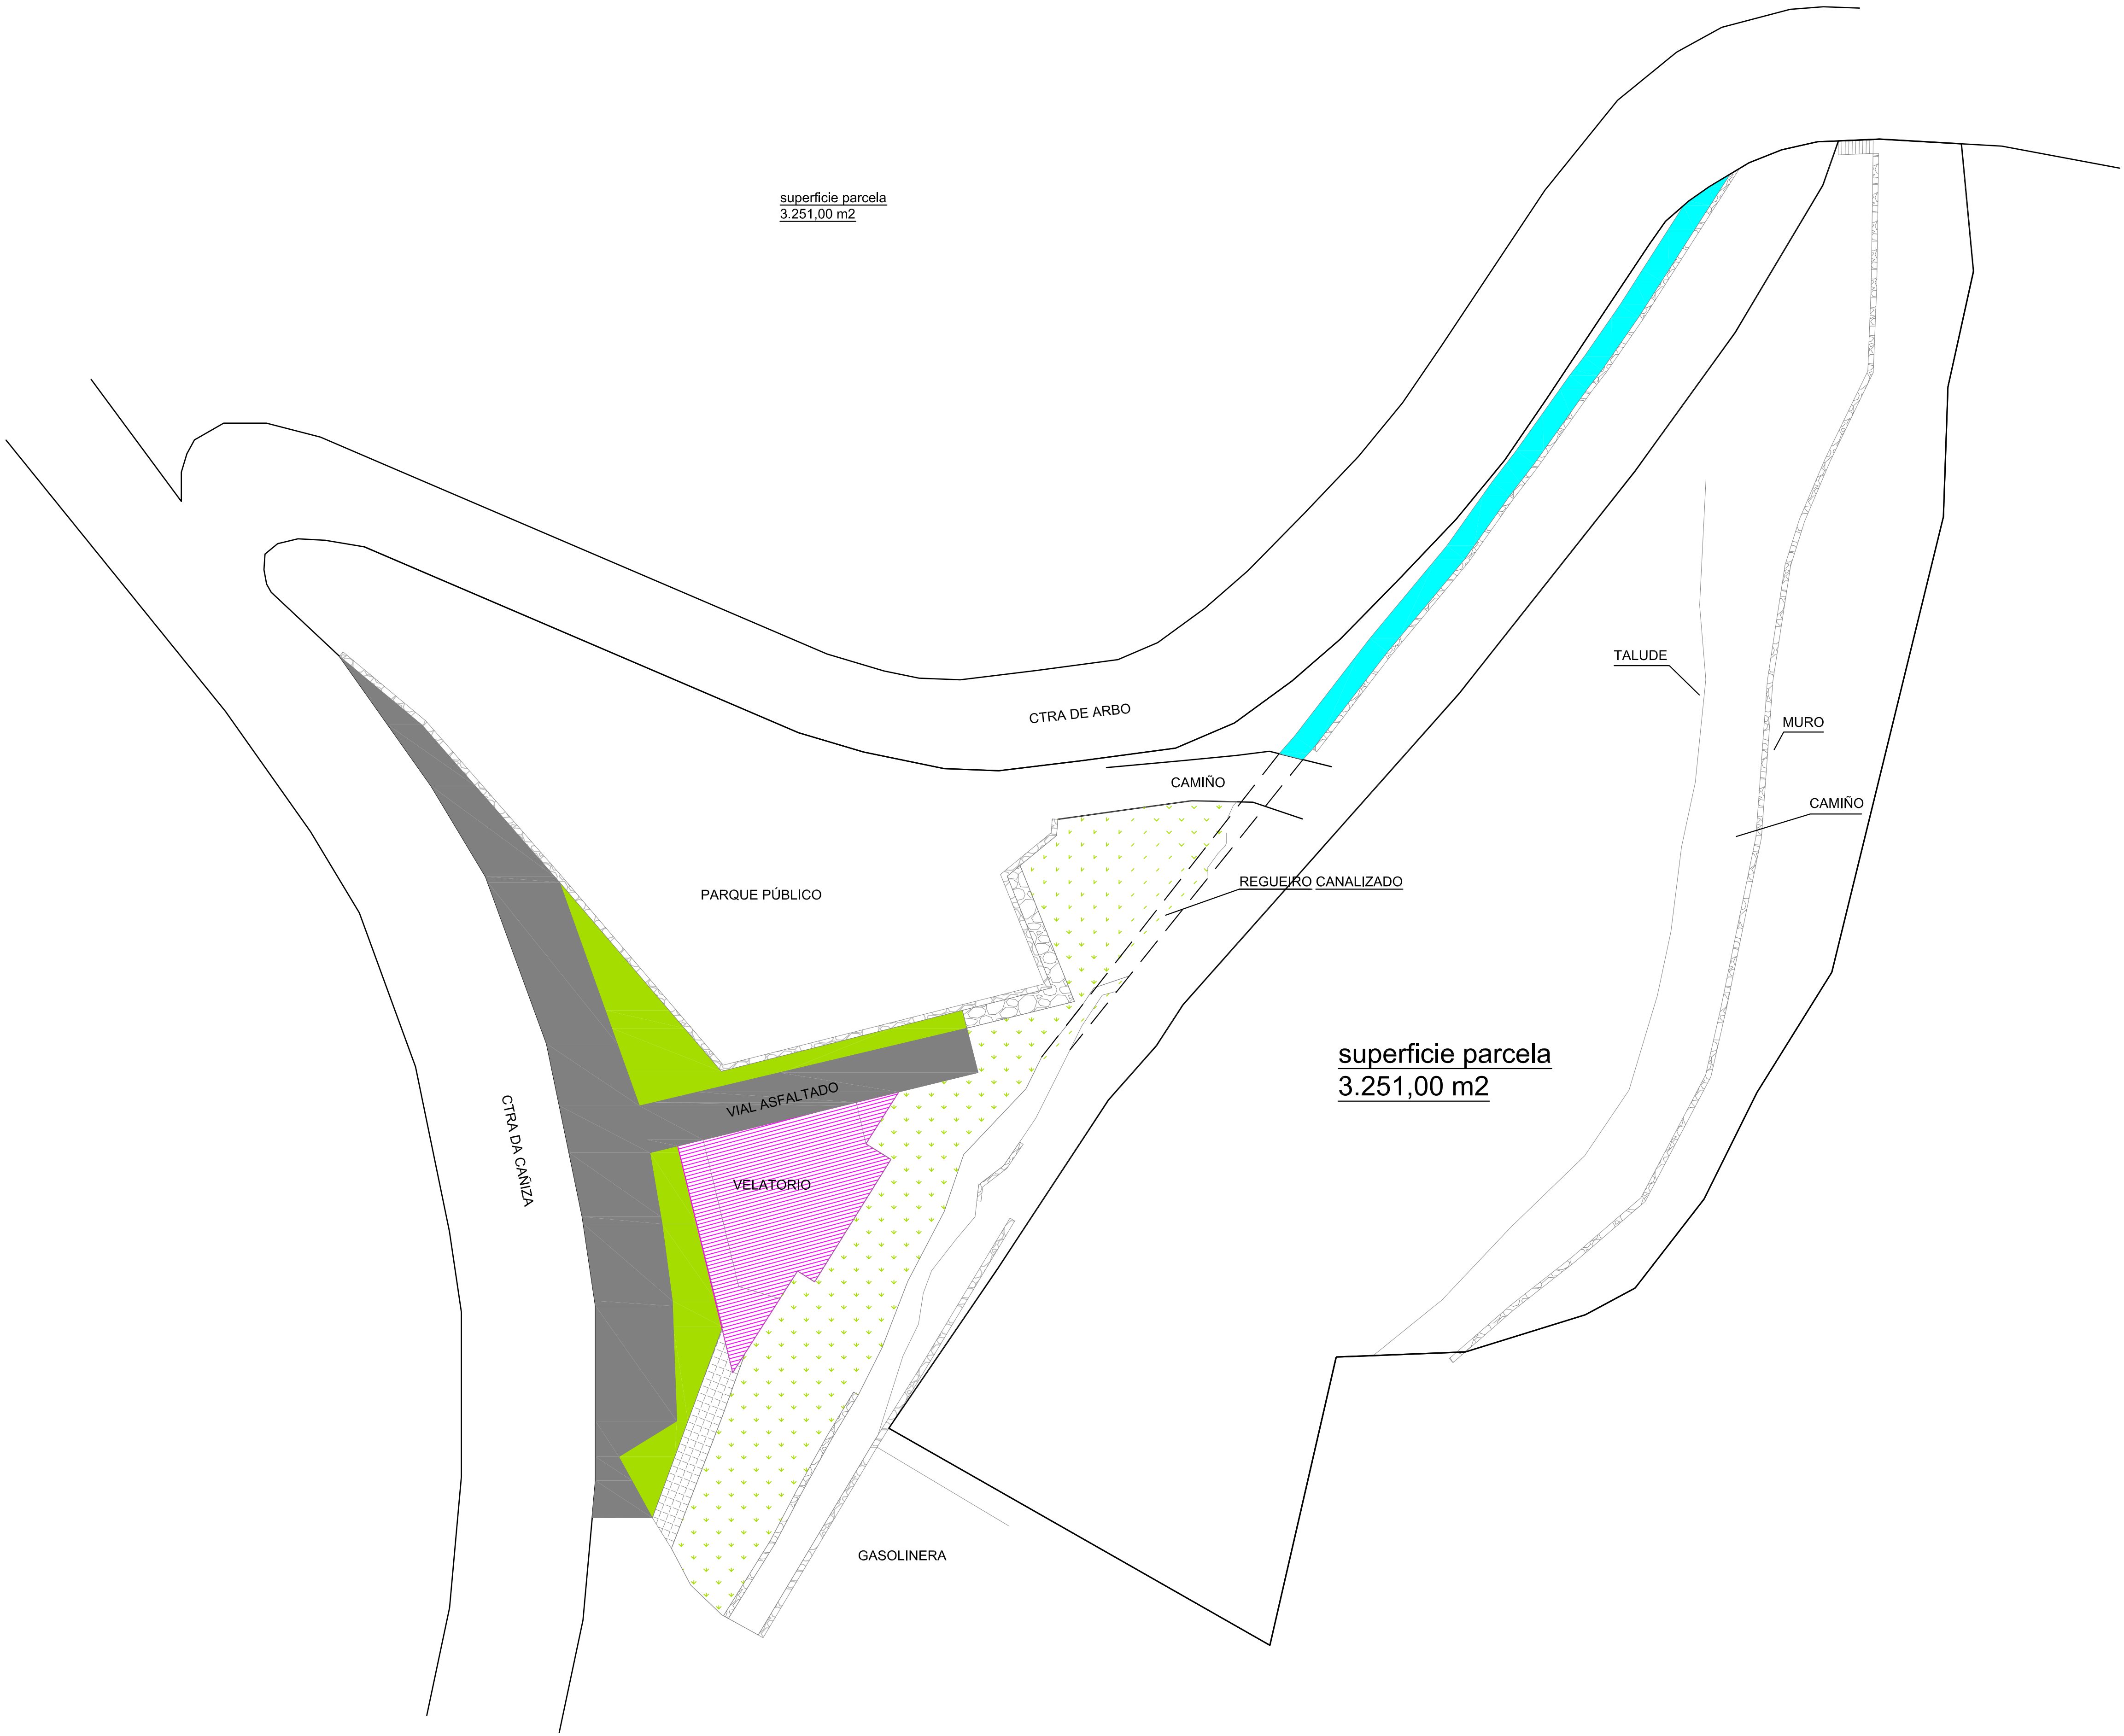 superficie parcela
3.251,00 m2
TALUDE
CTRA DE ARBO
MURO
CAMIÑO
CAMIÑO
REGUEIRO CANALIZADO
PARQUE PÚBLICO
superficie parcela
3.251,00 m2
VIAL ASFALTADO
CTRA DA CAÑIZA
VELATORIO
GASOLINERA